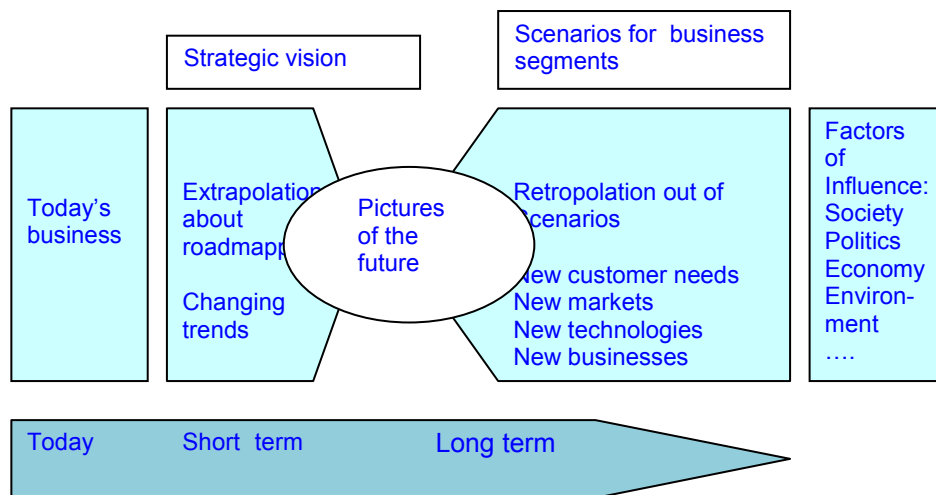 Strategic vision
Scenarios for business
segments
Today's
business
Extrapolation
about
roadmapp
Changing
trends
Pictures
of the
future
Retropolation out of
Scenarios
New customer needs
New markets
New technologies
New businesses
Factors
of
Influence:
Society
Politics
Economy
Environ-
ment
....
Today
Short term
Long term